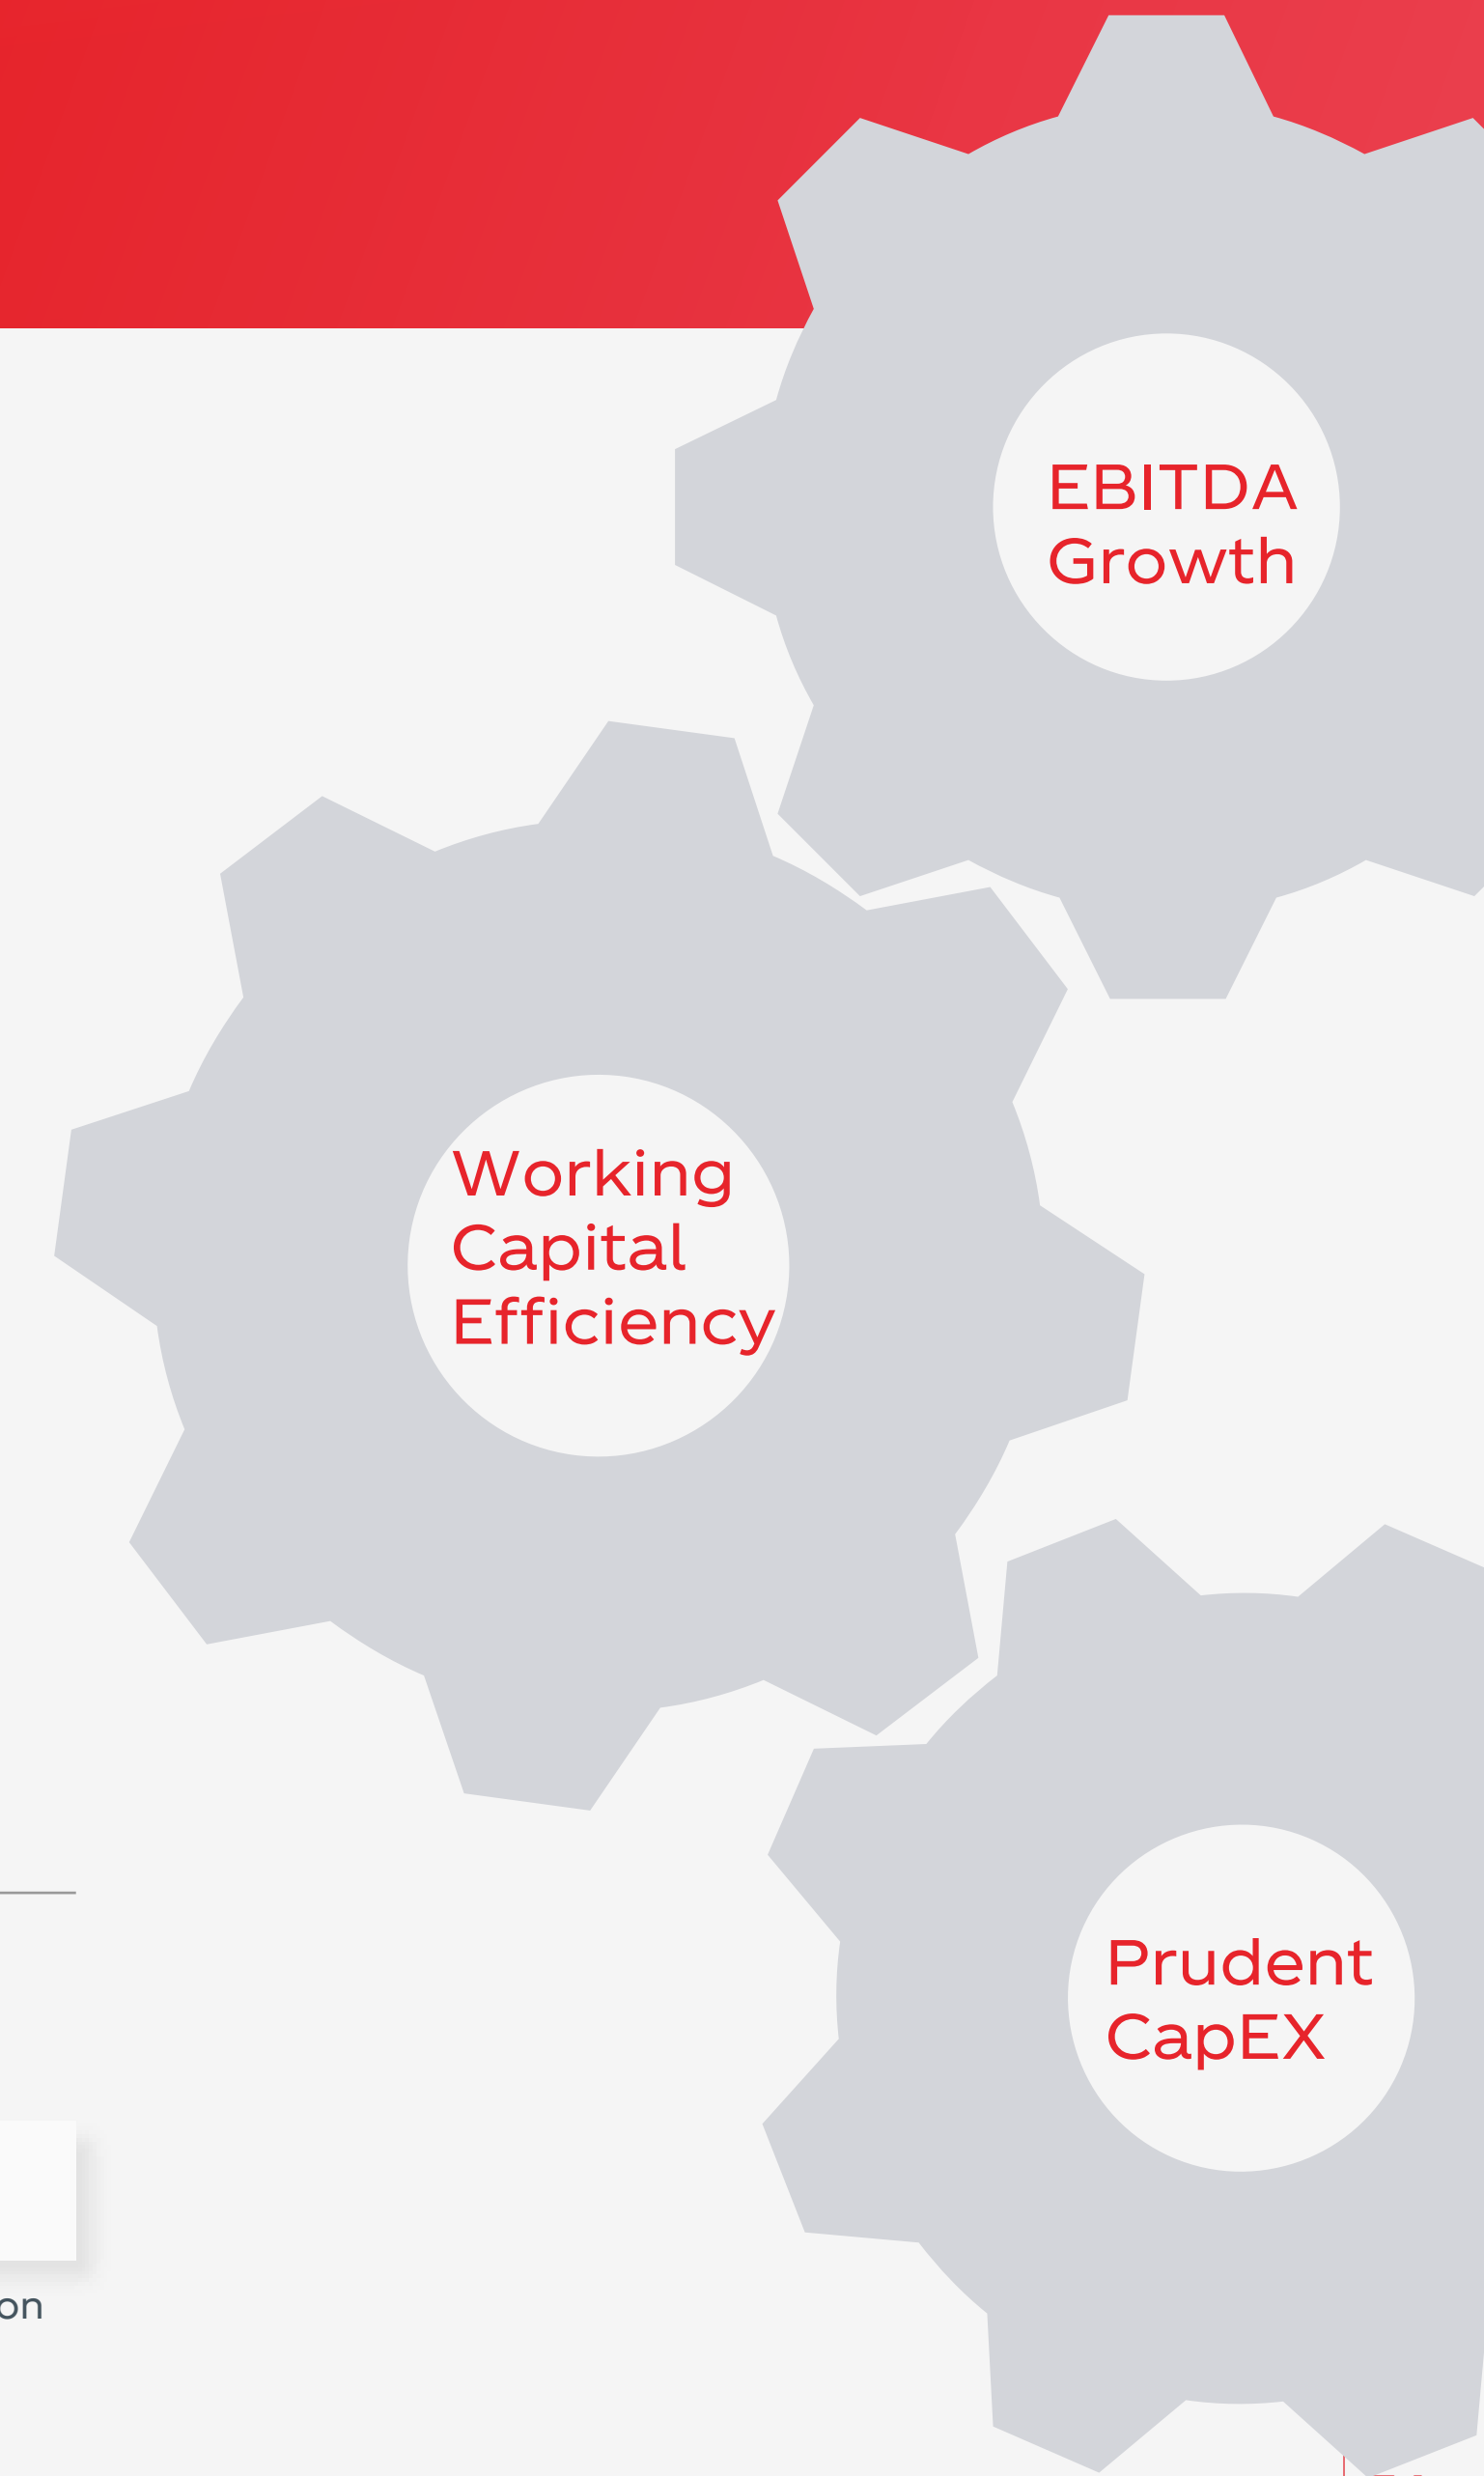 EBITDA
Growth
Working
Capital
Efficiency
Prudent
CapEX
on